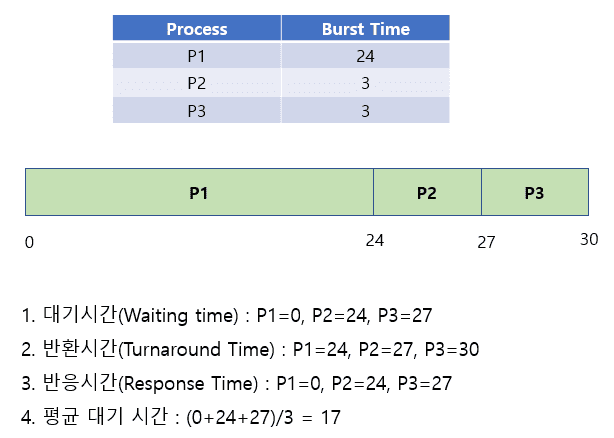 Process Burst Time
P1 24
P2 3
P3 3
P1 P2 P3
0 24 27 30
1. 대기시간(Waiting time) : P1=0, P2=24, P3=27
2. 반환시간(Turnaround Time) : P1=24, P2=27, P3=30
3. 반응시간(Response Time) : P1=0, P2=24, P3=27
4. 평균 대기 시간 : (0+24+27)/3 = 17